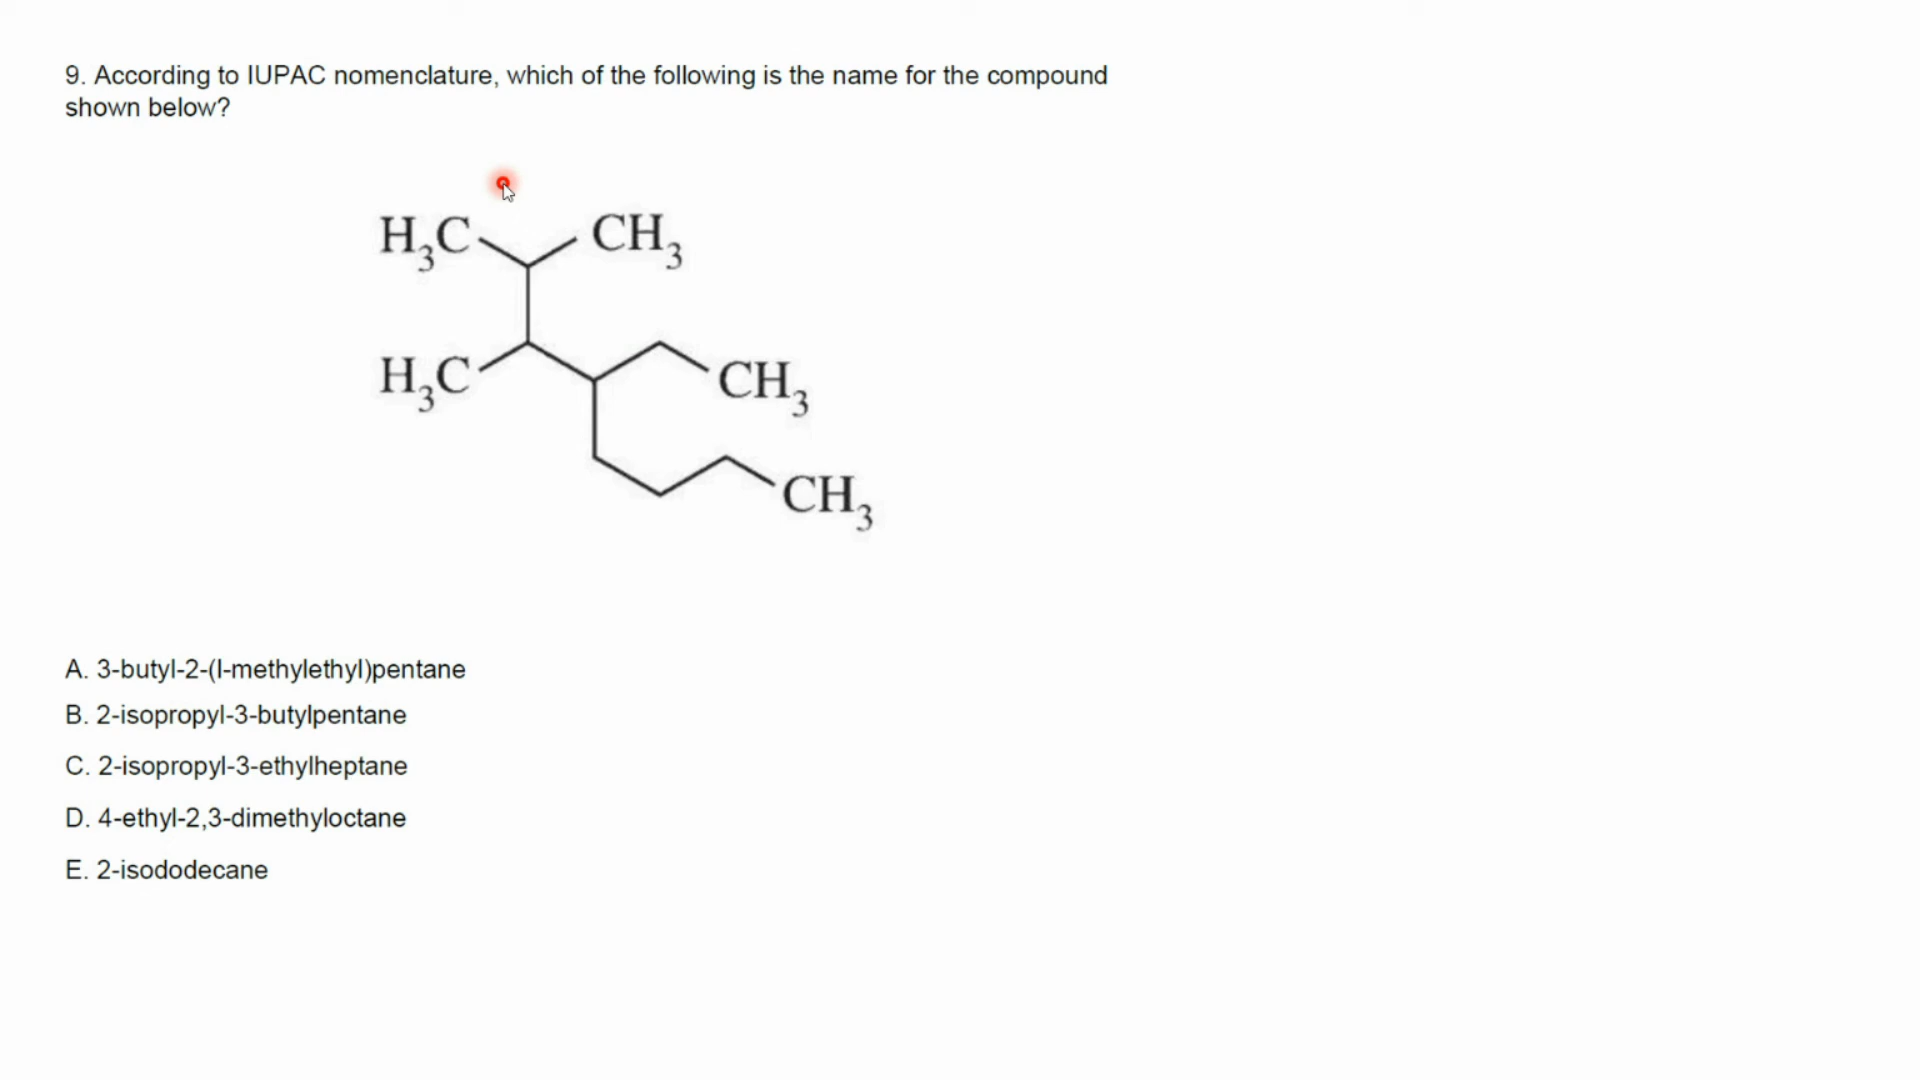 9. According to IUPAC nomenclature, which of the following is the name for the compound
shown below?
H₃C CH₃
H₃C CH₃
CH₃
A. 3-butyl-2-(l-methylethyl)pentane
B. 2-isopropyl-3-butylpentane
C. 2-isopropyl-3-ethylheptane
D. 4-ethyl-2,3-dimethyloctane
E. 2-isododecane